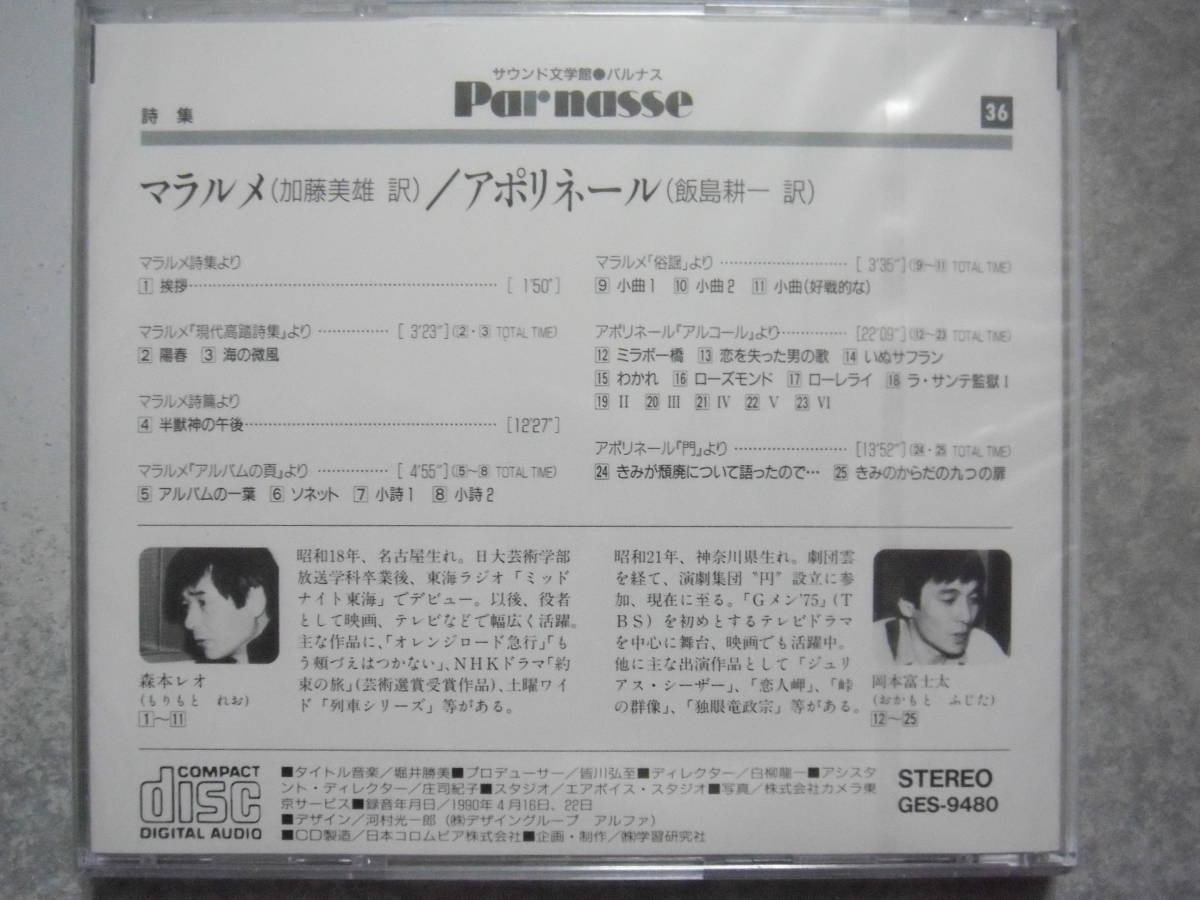 サウンド文学館●パルナス
Parnasse
詩 集
36
マラルメ(加藤美雄 訳)/アポリネール(飯島耕一 訳)
マラルメ詩集より
1 挨拶………………………………………………[ 1'50"]
マラルメ「現代高踏詩集」より ……………[ 3'23"](2・3 TOTAL TIME)
2 陽春 3 海の微風
マラルメ詩篇より
4 半獣神の午後………………………………………[12'27"]
マラルメ「アルバムの頁」より ……………[ 4'55"](5〜8 TOTAL TIME)
5 アルバムの一葉 6 ソネット 7 小詩1 8 小詩2
マラルメ「俗謡」より ………………………[ 3'35"](9〜11 TOTAL TIME)
9 小曲1 10 小曲2 11 小曲(好戦的な)
アポリネール「アルコール」より…………[22'09"](12〜23 TOTAL TIME)
12 ミラボー橋 13 恋を失った男の歌 14 いぬサフラン
15 わかれ 16 ローズモンド 17 ローレライ 18 ラ・サンテ監獄 I
19 II 20 III 21 IV 22 V 23 VI
アポリネール「門」より ……………………[13'52"](24・25 TOTAL TIME)
24 きみが頽廃について語ったので… 25 きみのからだの九つの扉
昭和18年、名古屋生れ。日大芸術学部
放送学科卒業後、東海ラジオ「ミッド
ナイト東海」でデビュー。以後、役者
として映画、テレビなどで幅広く活躍。
主な作品に、「オレンジロード急行」「も
う頬づえはつかない」、NHKドラマ「約
束の旅」(芸術選賞受賞作品)、土曜ワイ
ド「列車シリーズ」等がある。
森本レオ
(もりもと れお)
1〜11
昭和21年、神奈川県生れ。劇団雲
を経て、演劇集団〝円〟設立に参
加、現在に至る。「Gメン'75」(T
BS)を初めとするテレビドラマ
を中心に舞台、映画でも活躍中。
他に主な出演作品として「ジュリ
アス・シーザー」、「恋人岬」、「峠
の群像」、「独眼竜政宗」等がある。
岡本富士太
(おかもと ふじた)
12〜25
COMPACT
disc
DIGITAL AUDIO
■タイトル音楽/堀井勝美■プロデューサー/皆川弘至■ディレクター/白柳龍一■アシスタ
ント・ディレクター/庄司紀子■スタジオ/エアボイス・スタジオ■写真/株式会社カメラ東
京サービス■録音年月日/1990年4月16日、22日
■デザイン/河村光一郎(㈱デザイングループ アルファ)
■CD製造/日本コロムビア株式会社■企画・制作/㈱学習研究社
STEREO
GES-9480